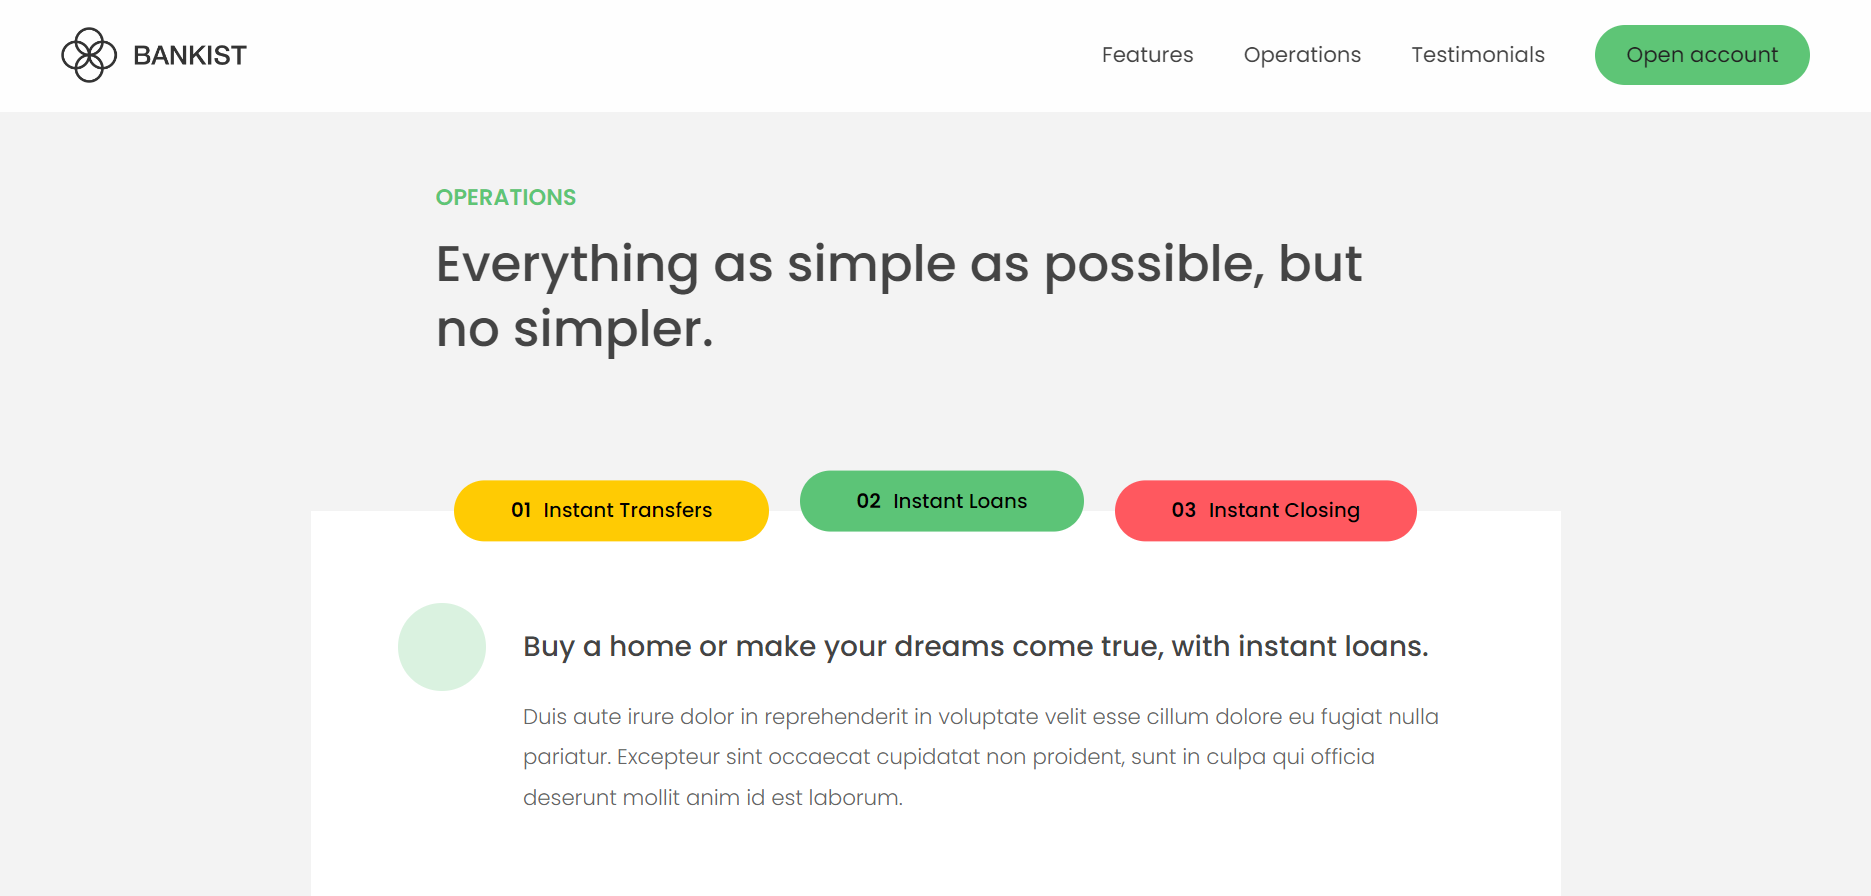 BANKIST
Features
Operations
Testimonials
Open account
OPERATIONS
Everything as simple as possible, but
no simpler.
01 Instant Transfers
02 Instant Loans
03 Instant Closing
Buy a home or make your dreams come true, with instant loans.
Duis aute irure dolor in reprehenderit in voluptate velit esse cillum dolore eu fugiat nulla
pariatur. Excepteur sint occaecat cupidatat non proident, sunt in culpa qui officia
deserunt mollit anim id est laborum.